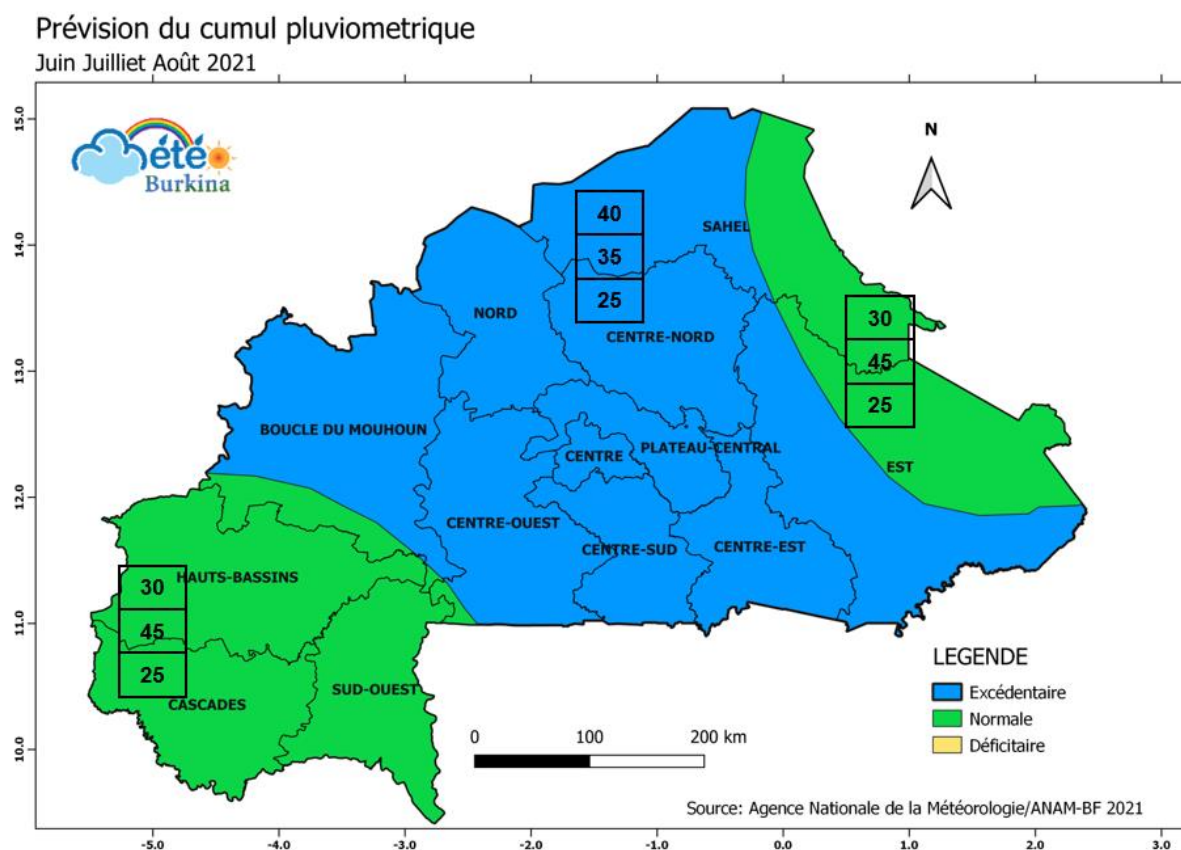 Prévision du cumul pluviometrique
Juin Juilliet Août 2021
15.0
14.0
13.0
12.0
11.0
10.0
été
Burkina
N
40
35
25
SAHEL
NORD
CENTRE-NORD
30
45
25
BOUCLE DU MOUHOUN
PLATEAU-CENTRAL
CENTRE
EST
CENTRE-OUEST
CENTRE-SUD
CENTRE-EST
HAUTS-BASSINS
30
45
25
SUD-OUEST
CASCADES
LEGENDE
Excédentaire
Normale
Déficitaire
0 100 200 km
Source: Agence Nationale de la Météorologie/ANAM-BF 2021
-5.0 -4.0 -3.0 -2.0 -1.0 0.0 1.0 2.0 3.0